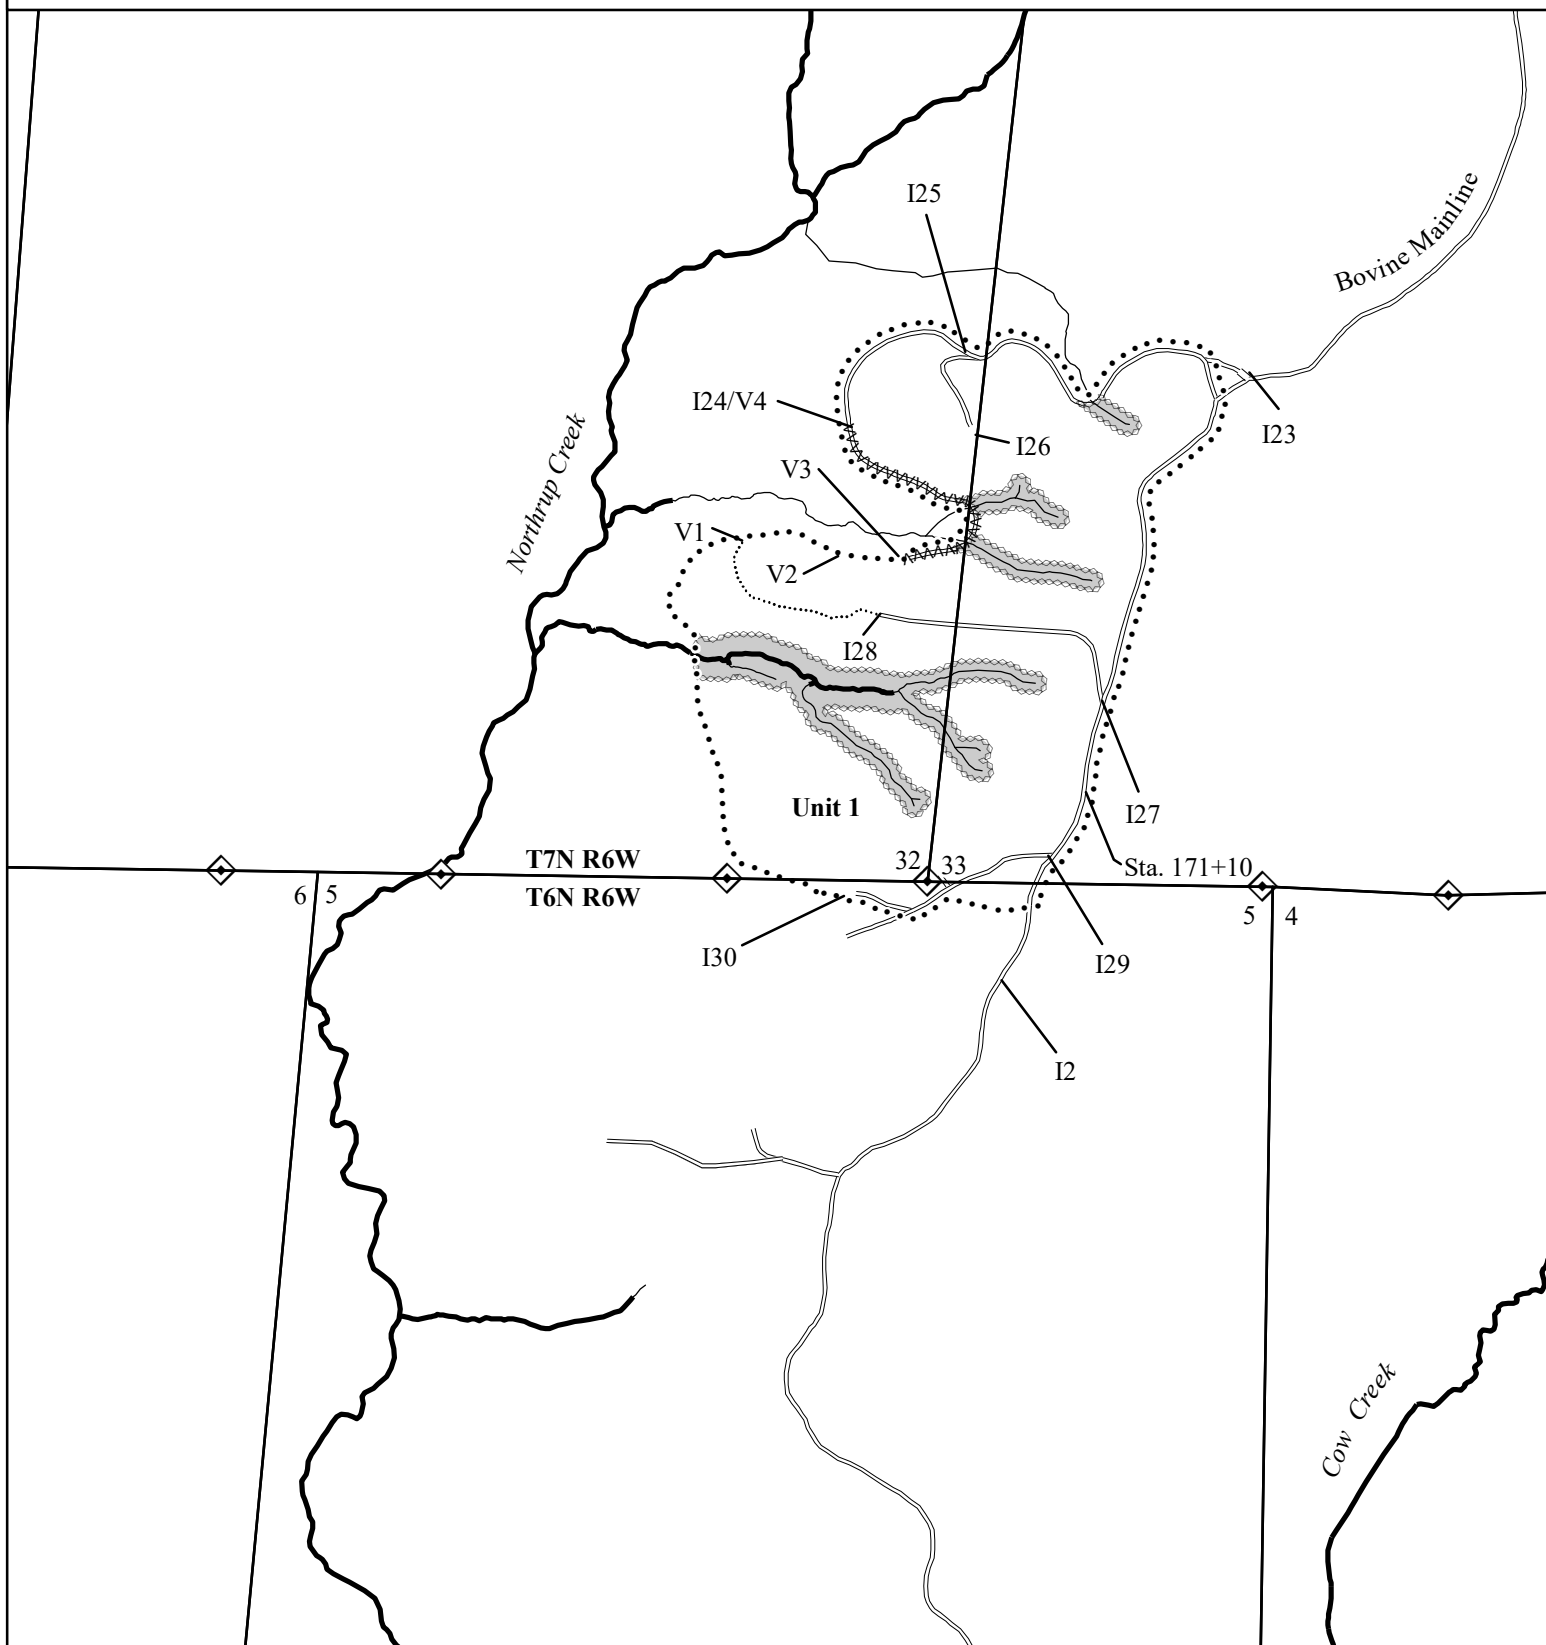 I25
Bovine Mainline
I24/V4
I23
I26
V3
Northrup Creek
V1
V2
I28
Unit 1
I27
T7N R6W
32 33
Sta. 171+10
6 5
T6N R6W
5 4
I30
I29
I2
Cow Creek